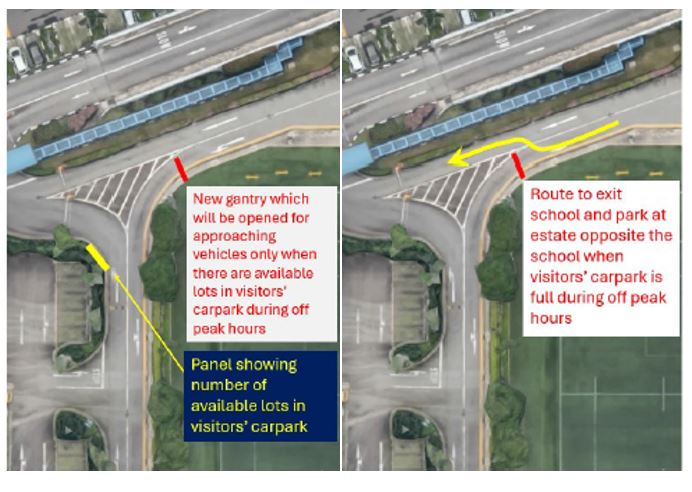 New gantry which
will be opened for
approaching
vehicles only when
there are available
lots in visitors'
carpark during off
peak hours
Panel showing
number of
available lots in
visitors' carpark
Route to exit
school and park at
estate opposite the
school when
visitors' carpark is
full during off peak
hours